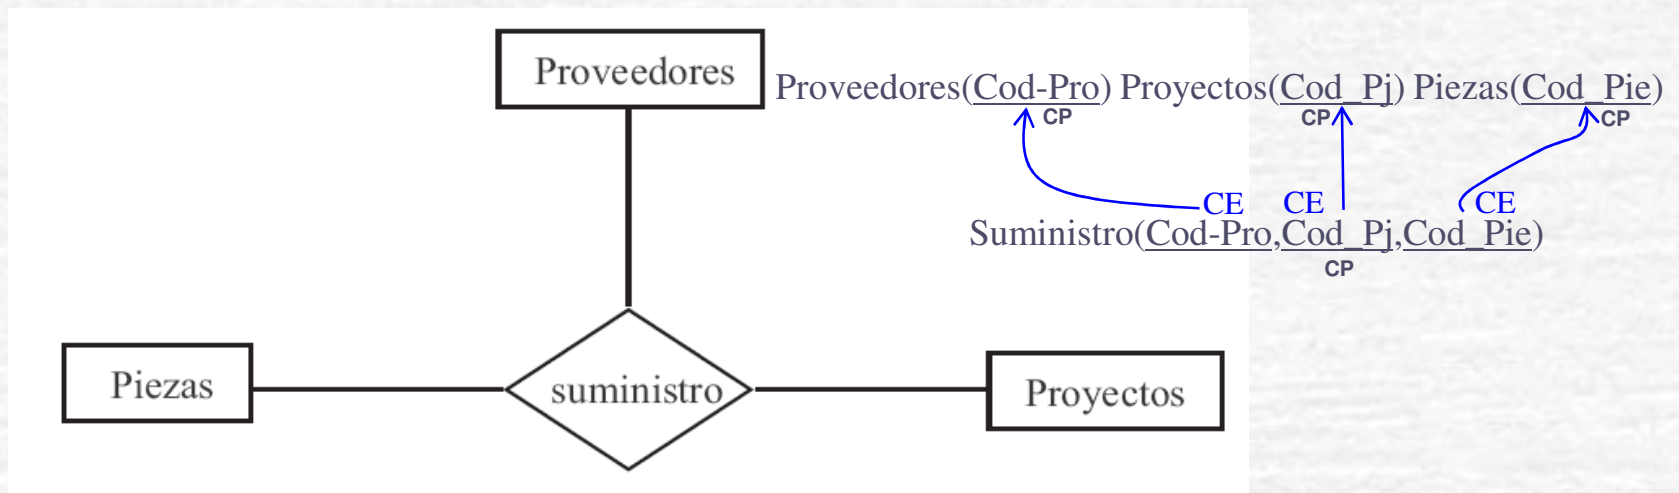 Proveedores
Proveedores(Cod-Pro) Proyectos(Cod_Pj) Piezas(Cod_Pie)
CP CP CP
CE CE CE
Suministro(Cod-Pro,Cod_Pj,Cod_Pie)
CP
Piezas
suministro
Proyectos